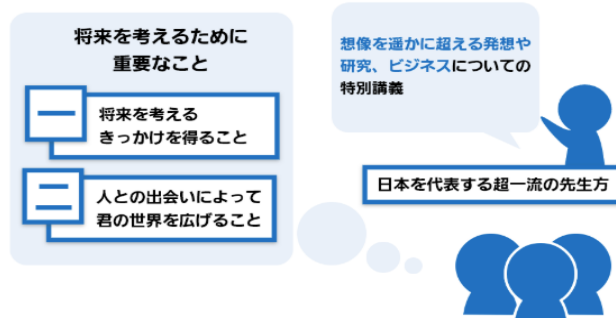 将来を考えるために
重要なこと
一
将来を考える
きっかけを得ること
二
人との出会いによって
君の世界を広げること
想像を遥かに超える発想や
研究、ビジネスについての
特別講義
日本を代表する超一流の先生方